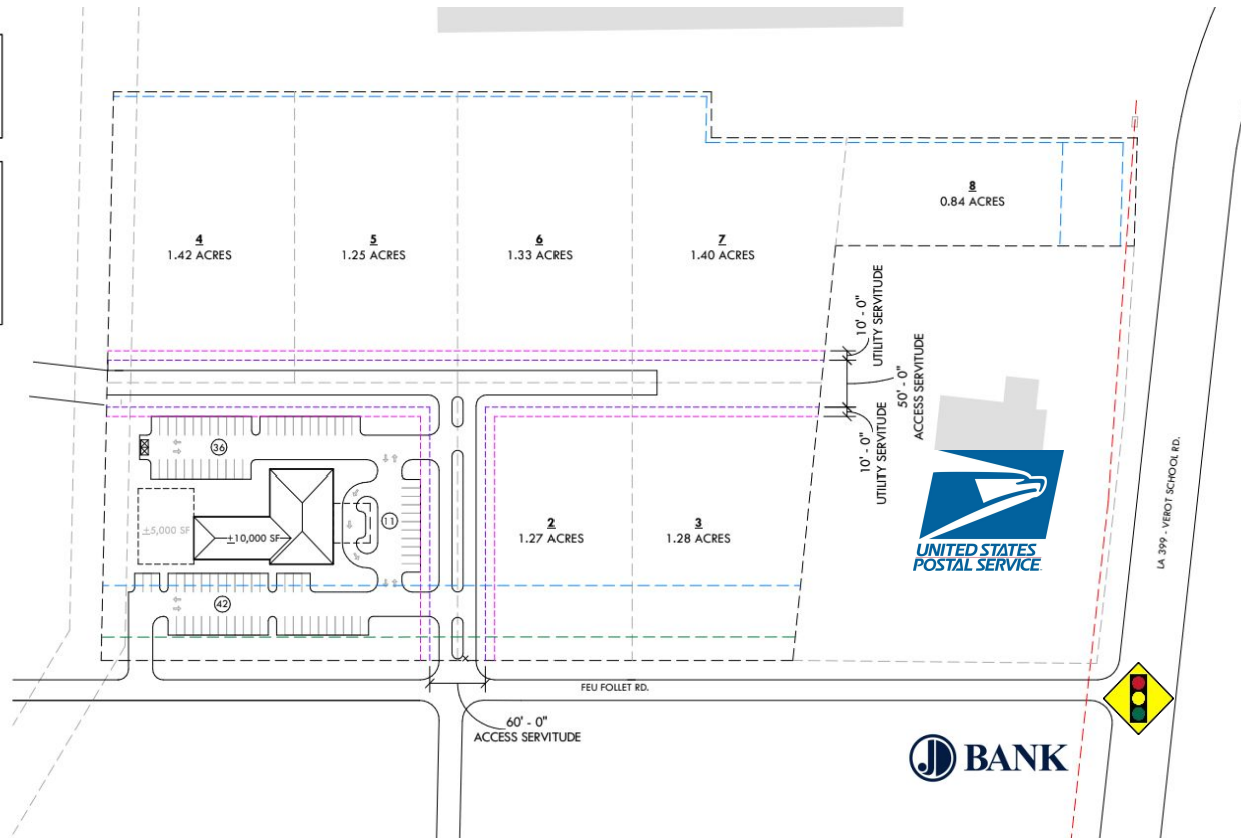 8
0.84 ACRES
4
1.42 ACRES
5
1.25 ACRES
6
1.33 ACRES
7
1.40 ACRES
10' - 0"
UTILITY SERVITUDE
50' - 0"
ACCESS SERVITUDE
10' - 0"
UTILITY SERVITUDE
36
±5,000 SF
±10,000 SF
11
42
2
1.27 ACRES
3
1.28 ACRES
UNITED STATES
POSTAL SERVICE
LA 399 - VEROT SCHOOL RD.
FEU FOLLET RD.
60' - 0"
ACCESS SERVITUDE
JD BANK